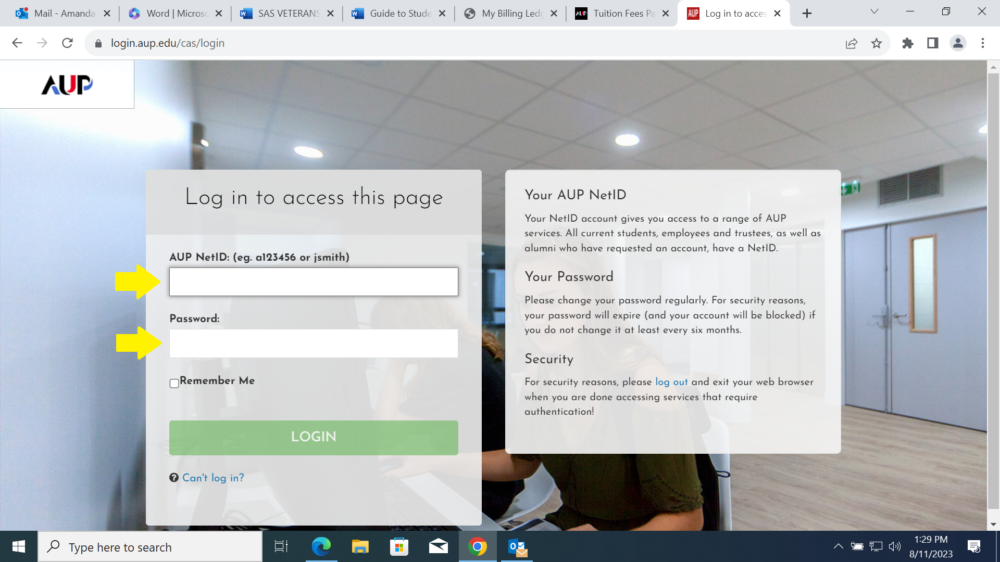 Mail - Amanda
Word | Microsc
SAS VETERANS
Guide to Stude
My Billing Ledg
AUP
Tuition Fees Pa
AUP
Log in to acces
login.aup.edu/cas/login
AUP
Log in to access this page
AUP NetID: (eg. a123456 or jsmith)
Password:
Remember Me
LOGIN
Can't log in?
Your AUP NetID
Your NetID account gives you access to a range of AUP
services. All current students, employees and trustees, as well as
alumni who have requested an account, have a NetID.
Your Password
Please change your password regularly. For security reasons,
your password will expire (and your account will be blocked) if
you do not change it at least every six months.
Security
For security reasons, please log out and exit your web browser
when you are done accessing services that require
authentication!
Type here to search
1:29 PM
8/11/2023